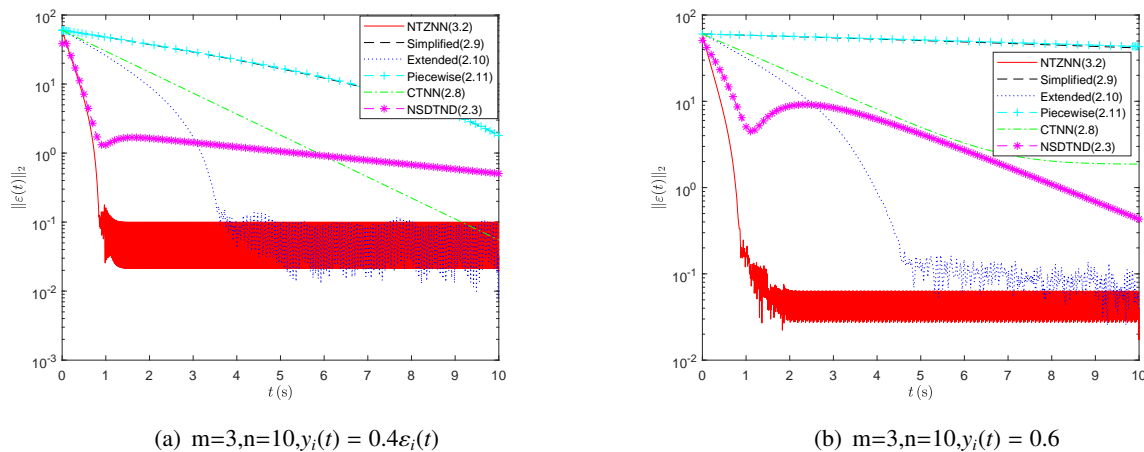 10^2
10^1
10^0
10^-1
10^-2
10^-3
||ε(t)||_2
0 1 2 3 4 5 6 7 8 9 10
t (s)
NTZNN(3.2)
Simplified(2.9)
Extended(2.10)
Piecewise(2.11)
CTNN(2.8)
NSDTND(2.3)
(a) m=3,n=10,y_i(t) = 0.4ε_i(t)
10^2
10^1
10^0
10^-1
10^-2
||ε(t)||_2
0 1 2 3 4 5 6 7 8 9 10
t (s)
NTZNN(3.2)
Simplified(2.9)
Extended(2.10)
Piecewise(2.11)
CTNN(2.8)
NSDTND(2.3)
(b) m=3,n=10,y_i(t) = 0.6